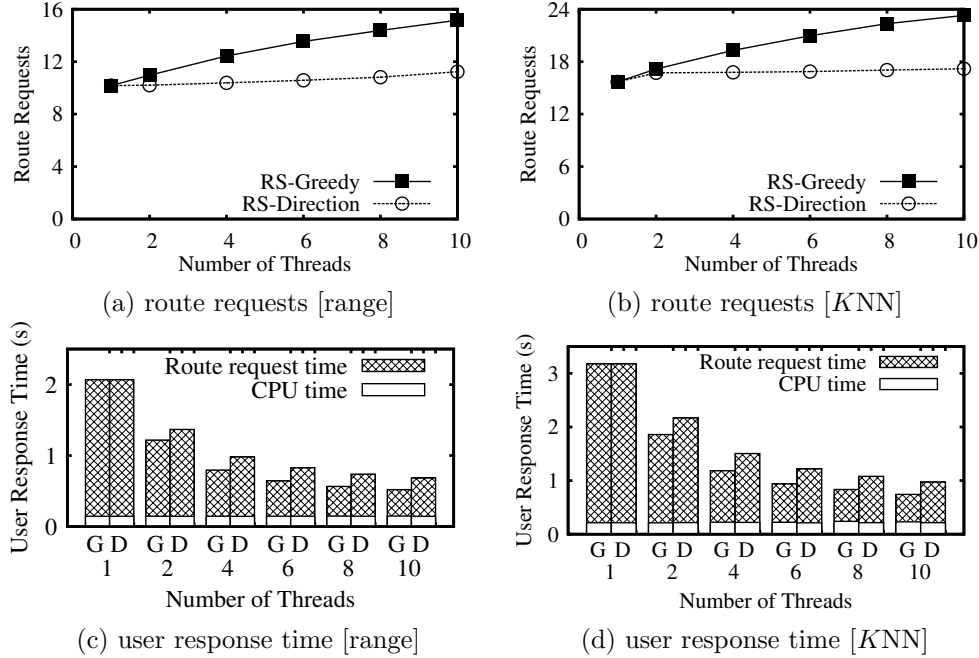 16
12
8
4
0
Route Requests
RS-Greedy
RS-Direction
0 2 4 6 8 10
Number of Threads
(a) route requests [range]
24
18
12
6
0
Route Requests
RS-Greedy
RS-Direction
0 2 4 6 8 10
Number of Threads
(b) route requests [KNN]
User Response Time (s)
2
1
0
Route request time
CPU time
G D G D G D G D G D G D
1 2 4 6 8 10
Number of Threads
(c) user response time [range]
User Response Time (s)
3
2
1
0
Route request time
CPU time
G D G D G D G D G D G D
1 2 4 6 8 10
Number of Threads
(d) user response time [KNN]